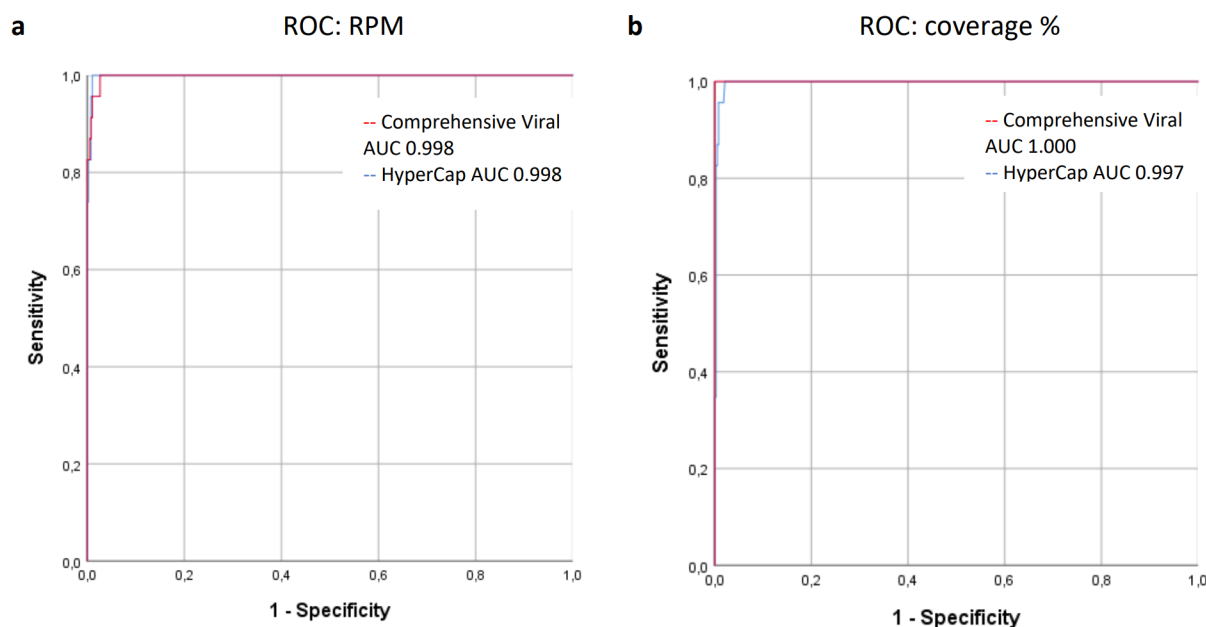 a
ROC: RPM
1,0
0,8
0,6
0,4
0,2
0,0
Sensitivity
-- Comprehensive Viral
AUC 0.998
-- HyperCap AUC 0.998
0,0 0,2 0,4 0,6 0,8 1,0
1 - Specificity
b
ROC: coverage %
1,0
0,8
0,6
0,4
0,2
0,0
Sensitivity
-- Comprehensive Viral
AUC 1.000
-- HyperCap AUC 0.997
0,0 0,2 0,4 0,6 0,8 1,0
1 - Specificity